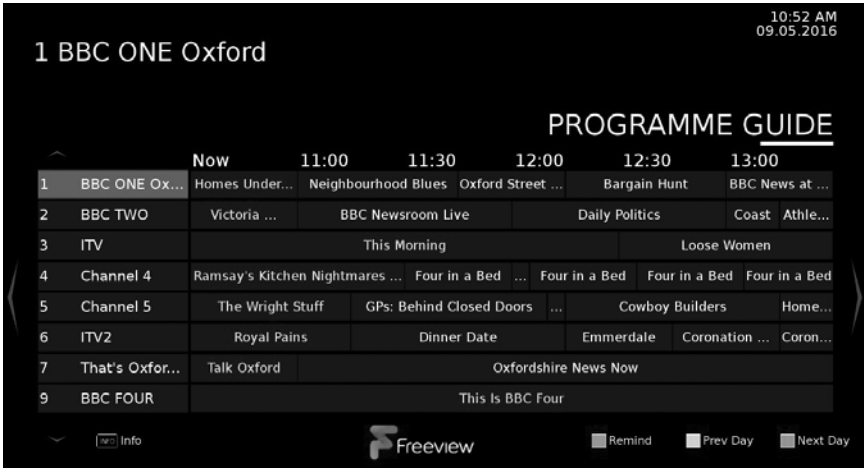 10:52 AM
09.05.2016
1 BBC ONE Oxford
PROGRAMME GUIDE
Now 11:00 11:30 12:00 12:30 13:00
1 BBC ONE Ox... Homes Under... Neighbourhood Blues Oxford Street ... Bargain Hunt BBC News at ...
2 BBC TWO Victoria ... BBC Newsroom Live Daily Politics Coast Athle...
3 ITV This Morning Loose Women
4 Channel 4 Ramsay's Kitchen Nightmares ... Four in a Bed ... Four in a Bed Four in a Bed Four in a Bed
5 Channel 5 The Wright Stuff GPs: Behind Closed Doors ... Cowboy Builders Home...
6 ITV2 Royal Pains Dinner Date Emmerdale Coronation ... Coron...
7 That's Oxfor... Talk Oxford Oxfordshire News Now
9 BBC FOUR This Is BBC Four
INFO Info Freeview Remind Prev Day Next Day